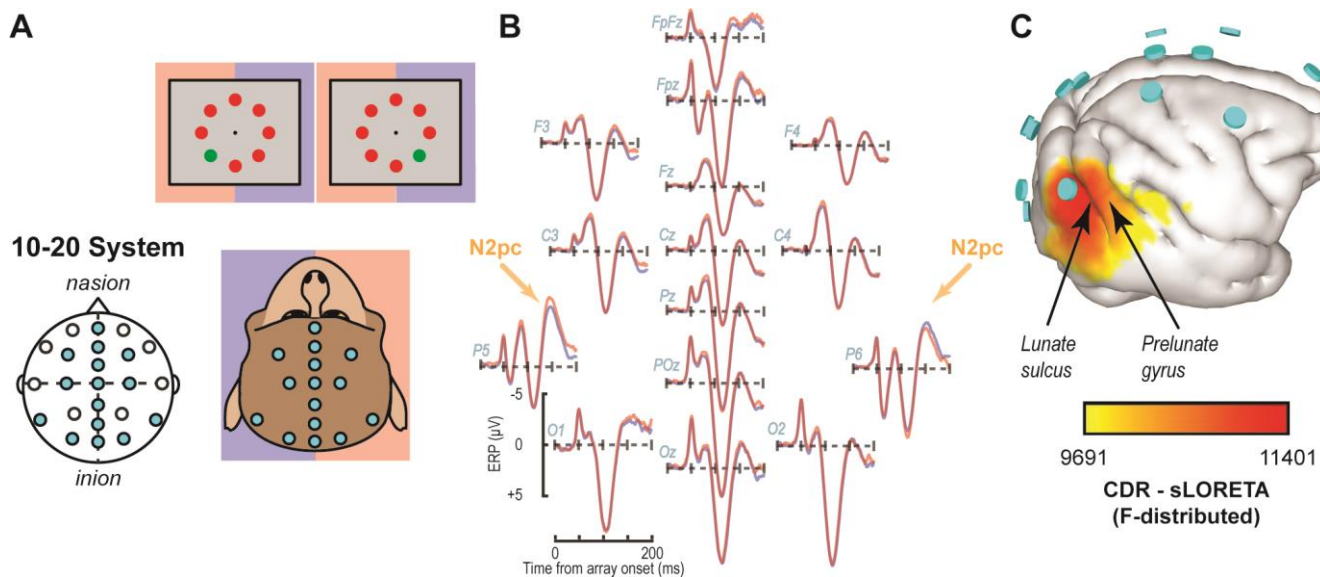 A
10-20 System
nasion
inion
B
FpFz
Fpz
F3
F4
Fz
C3
Cz
C4
N2pc
N2pc
Pz
P5
POz
P6
-5
0
+5
ERP (µV)
O1
Oz
O2
0
200
Time from array onset (ms)
C
Lunate
sulcus
Prelunate
gyrus
9691
11401
CDR - sLORETA
(F-distributed)